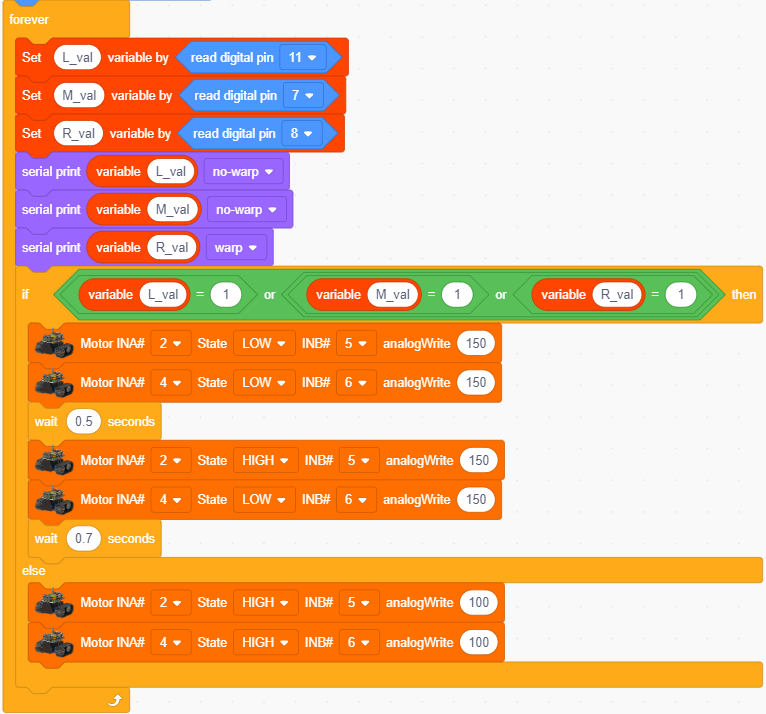 forever
Set L_val variable by read digital pin 11
Set M_val variable by read digital pin 7
Set R_val variable by read digital pin 8
serial print variable L_val no-warp
serial print variable M_val no-warp
serial print variable R_val warp
if variable L_val = 1 or variable M_val = 1 or variable R_val = 1 then
Motor INA# 2 State LOW INB# 5 analogWrite 150
Motor INA# 4 State LOW INB# 6 analogWrite 150
wait 0.5 seconds
Motor INA# 2 State HIGH INB# 5 analogWrite 150
Motor INA# 4 State LOW INB# 6 analogWrite 150
wait 0.7 seconds
else
Motor INA# 2 State HIGH INB# 5 analogWrite 100
Motor INA# 4 State HIGH INB# 6 analogWrite 100